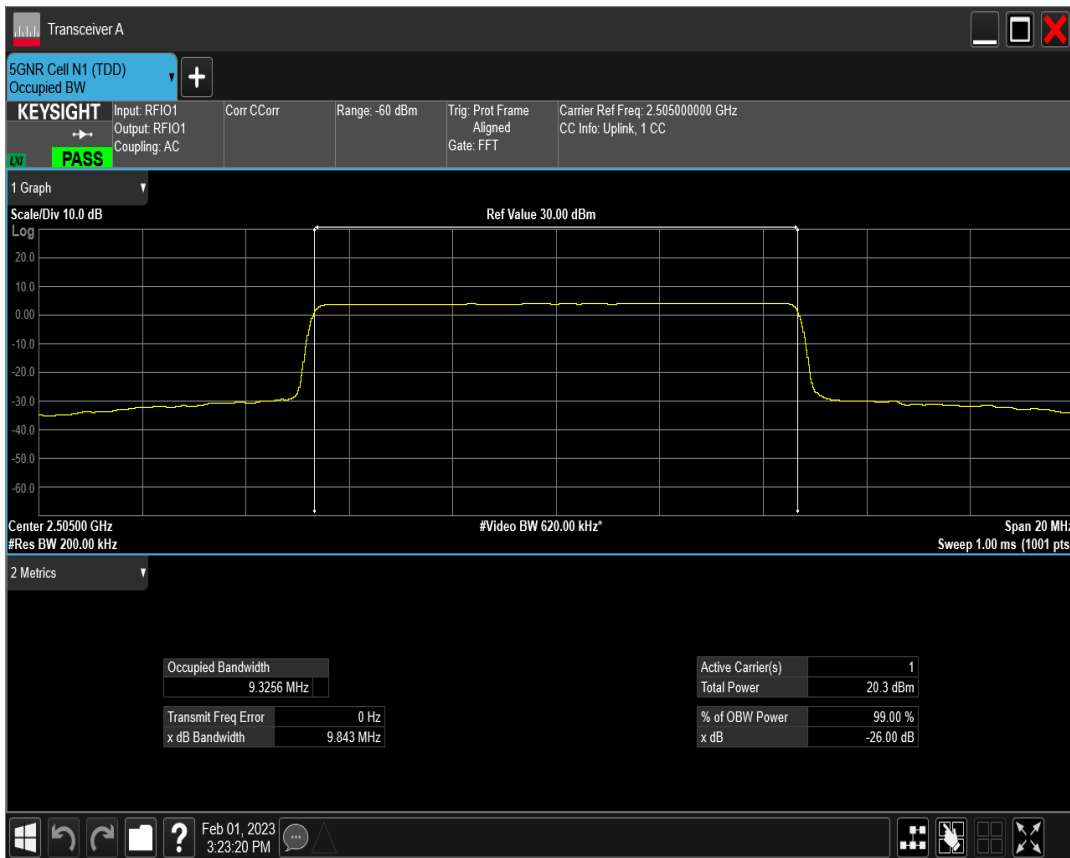 Transceiver A
5GNR Cell N1 (TDD)
Occupied BW
KEYSIGHT
LXI
PASS
Input: RFIO1
Output: RFIO1
Coupling: AC
Corr CCorr
Range: -60 dBm
Trig: Prot Frame
Aligned
Gate: FFT
Carrier Ref Freq: 2.505000000 GHz
CC Info: Uplink, 1 CC
1 Graph
Scale/Div 10.0 dB
Ref Value 30.00 dBm
Log
20.0
10.0
0.00
-10.0
-20.0
-30.0
-40.0
-50.0
-60.0
Center 2.50500 GHz
#Video BW 620.00 kHz*
Span 20 MHz
#Res BW 200.00 kHz
Sweep 1.00 ms (1001 pts
2 Metrics
Occupied Bandwidth
9.3256 MHz
Transmit Freq Error 0 Hz
x dB Bandwidth 9.843 MHz
Active Carrier(s) 1
Total Power 20.3 dBm
% of OBW Power 99.00 %
x dB -26.00 dB
Feb 01, 2023
3:23:20 PM